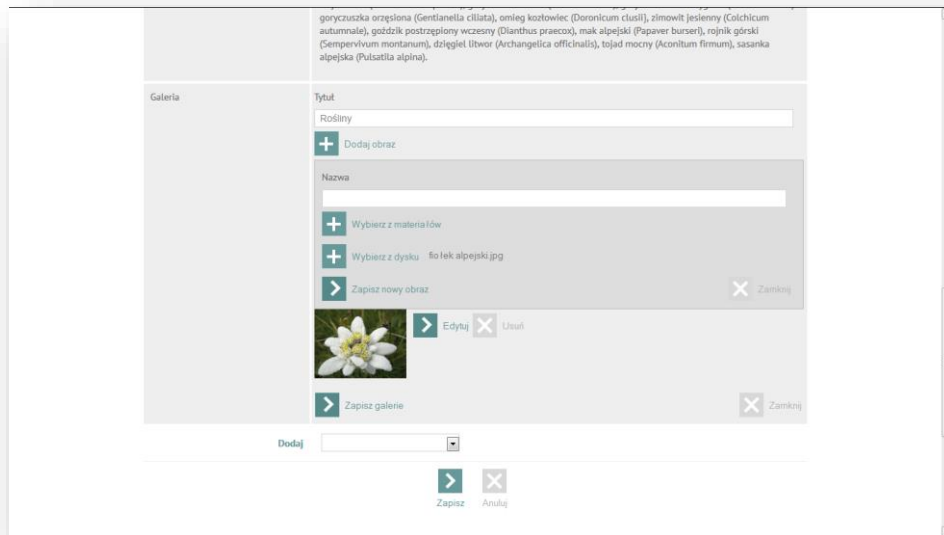 goryczuszka orzęsiona (Gentianella ciliata), omieg kozłowiec (Doronicum clusii), zimowit jesienny (Colchicum
autumnale), goździk postrzępiony wczesny (Dianthus praecox), mak alpejski (Papaver burseri), rojnik górski
(Sempervivum montanum), dzięgiel litwor (Archangelica officinalis), tojad mocny (Aconitum firmum), sasanka
alpejska (Pulsatila alpina).
Galeria
Tytuł
Rośliny
Dodaj obraz
Nazwa
Wybierz z materiałów
Wybierz z dysku fiołek alpejski.jpg
Zapisz nowy obraz Zamknij
Edytuj Usuń
Zapisz galerie Zamknij
Dodaj
Zapisz Anuluj